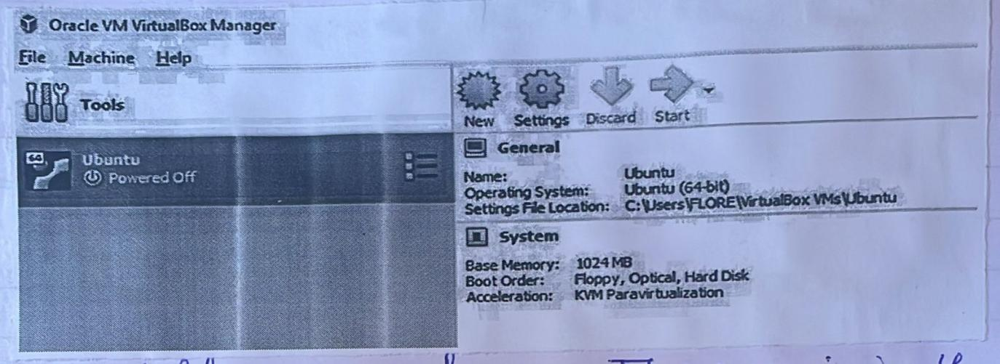 Oracle VM VirtualBox Manager
File Machine Help
Tools
New Settings Discard Start
64
Ubuntu
Powered Off
General
Name: Ubuntu
Operating System: Ubuntu (64-bit)
Settings File Location: C:\Users\FLORE\VirtualBox VMs\Ubuntu
System
Base Memory: 1024 MB
Boot Order: Floppy, Optical, Hard Disk
Acceleration: KVM Paravirtualization